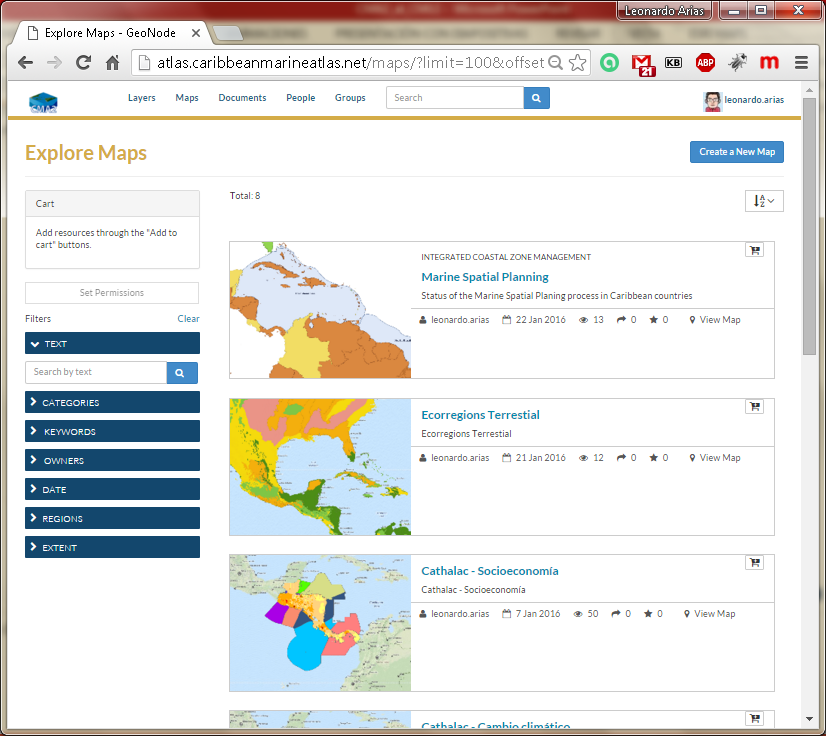 Leonardo Arias
Explore Maps - GeoNode
atlas.caribbeanmarineatlas.net/maps/?limit=100&offset
21
KB
ABP
m
CMA2
Layers
Maps
Documents
People
Groups
Search
leonardo.arias
Explore Maps
Create a New Map
Cart
Add resources through the "Add to
cart" buttons.
Set Permissions
Filters
Clear
TEXT
Search by text
CATEGORIES
KEYWORDS
OWNERS
DATE
REGIONS
EXTENT
Total: 8
INTEGRATED COASTAL ZONE MANAGEMENT
Marine Spatial Planning
Status of the Marine Spatial Planing process in Caribbean countries
leonardo.arias 22 Jan 2016 13 0 0 View Map
Ecorregions Terrestial
Ecorregions Terrestial
leonardo.arias 21 Jan 2016 12 0 0 View Map
Cathalac - Socioeconomía
Cathalac - Socioeconomía
leonardo.arias 7 Jan 2016 50 0 0 View Map
Cathalac - Cambio climático